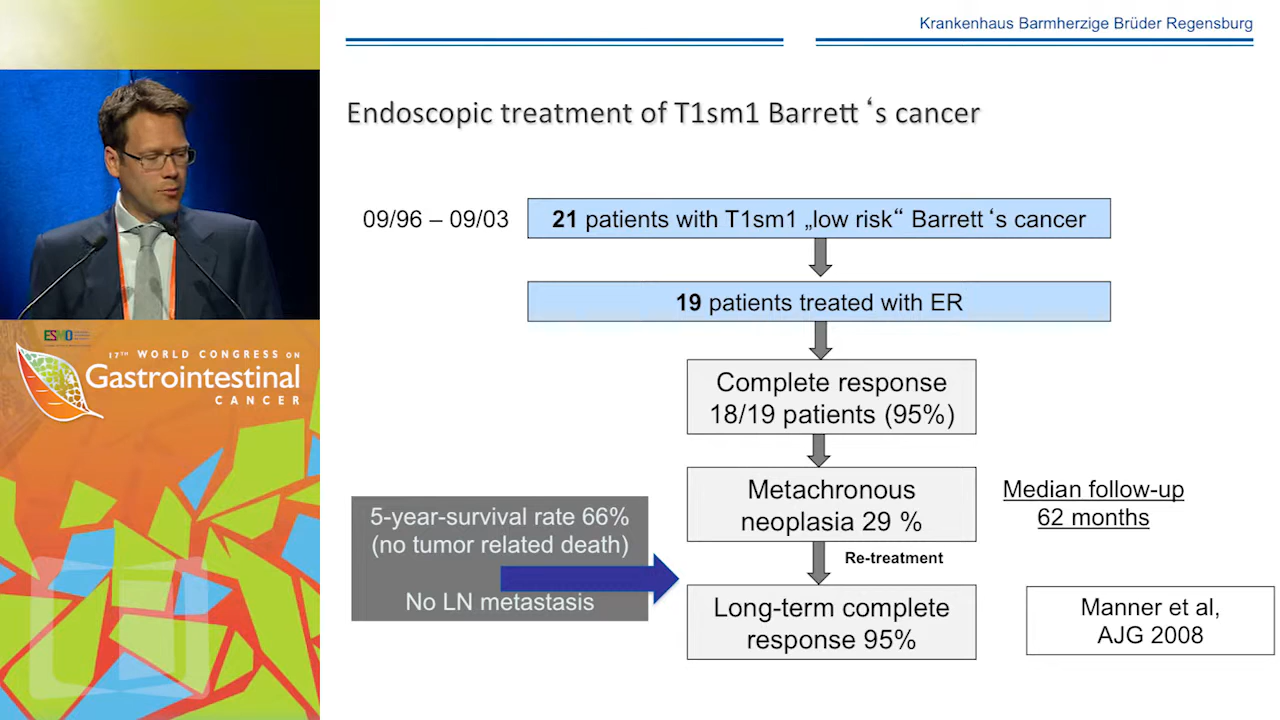 Krankenhaus Barmherzige Brüder Regensburg
Endoscopic treatment of T1sm1 Barrett‘s cancer
09/96 – 09/03
21 patients with T1sm1 „low risk“ Barrett‘s cancer
19 patients treated with ER
Complete response
18/19 patients (95%)
Metachronous
neoplasia 29 %
Median follow-up
62 months
Re-treatment
5-year-survival rate 66%
(no tumor related death)
No LN metastasis
Long-term complete
response 95%
Manner et al,
AJG 2008
ESMO
17TH WORLD CONGRESS ON
Gastrointestinal
CANCER